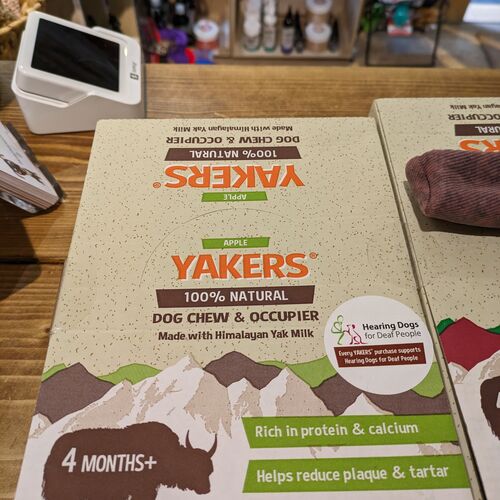 Made with Himalayan Yak Milk
DOG CHEW & OCCUPIER
100% NATURAL
YAKERS®
APPLE
APPLE
YAKERS®
100% NATURAL
DOG CHEW & OCCUPIER
Made with Himalayan Yak Milk
Hearing Dogs
for Deaf People
Every YAKERS® purchase supports
Hearing Dogs for Deaf People
Rich in protein & calcium
4 MONTHS+
Helps reduce plaque & tartar